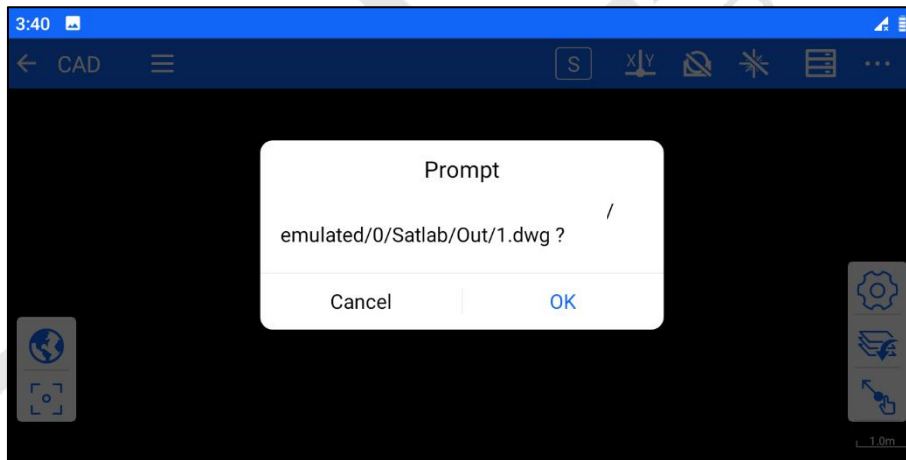 3:40
CAD
S
X Y
Prompt
/
emulated/0/Satlab/Out/1.dwg ?
Cancel
OK
1.0m